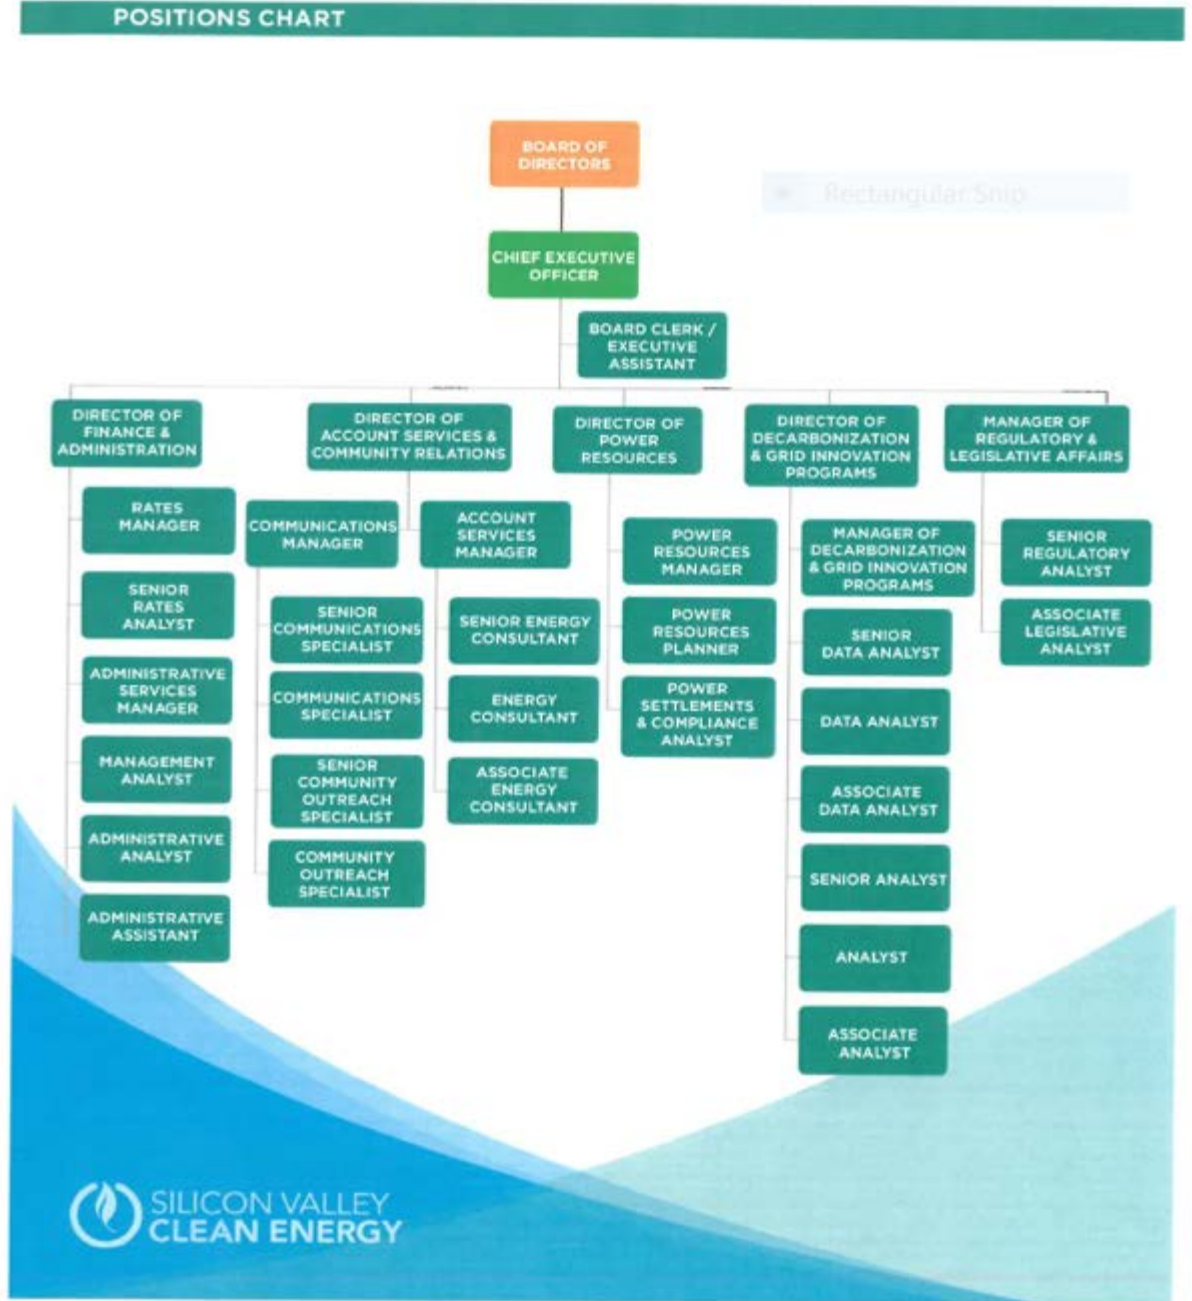 POSITIONS CHART
BOARD OF
DIRECTORS
Rectangular Snip
CHIEF EXECUTIVE
OFFICER
BOARD CLERK /
EXECUTIVE
ASSISTANT
DIRECTOR OF
FINANCE &
ADMINISTRATION
DIRECTOR OF
ACCOUNT SERVICES &
COMMUNITY RELATIONS
DIRECTOR OF
POWER
RESOURCES
DIRECTOR OF
DECARBONIZATION
& GRID INNOVATION
PROGRAMS
MANAGER OF
REGULATORY &
LEGISLATIVE AFFAIRS
RATES
MANAGER
SENIOR
RATES
ANALYST
ADMINISTRATIVE
SERVICES
MANAGER
MANAGEMENT
ANALYST
ADMINISTRATIVE
ANALYST
ADMINISTRATIVE
ASSISTANT
COMMUNICATIONS
MANAGER
SENIOR
COMMUNICATIONS
SPECIALIST
COMMUNICATIONS
SPECIALIST
SENIOR
COMMUNITY
OUTREACH
SPECIALIST
COMMUNITY
OUTREACH
SPECIALIST
ACCOUNT
SERVICES
MANAGER
SENIOR ENERGY
CONSULTANT
ENERGY
CONSULTANT
ASSOCIATE
ENERGY
CONSULTANT
POWER
RESOURCES
MANAGER
POWER
RESOURCES
PLANNER
POWER
SETTLEMENTS
& COMPLIANCE
ANALYST
MANAGER OF
DECARBONIZATION
& GRID INNOVATION
PROGRAMS
SENIOR
DATA ANALYST
DATA ANALYST
ASSOCIATE
DATA ANALYST
SENIOR ANALYST
ANALYST
ASSOCIATE
ANALYST
SENIOR
REGULATORY
ANALYST
ASSOCIATE
LEGISLATIVE
ANALYST
SILICON VALLEY
CLEAN ENERGY